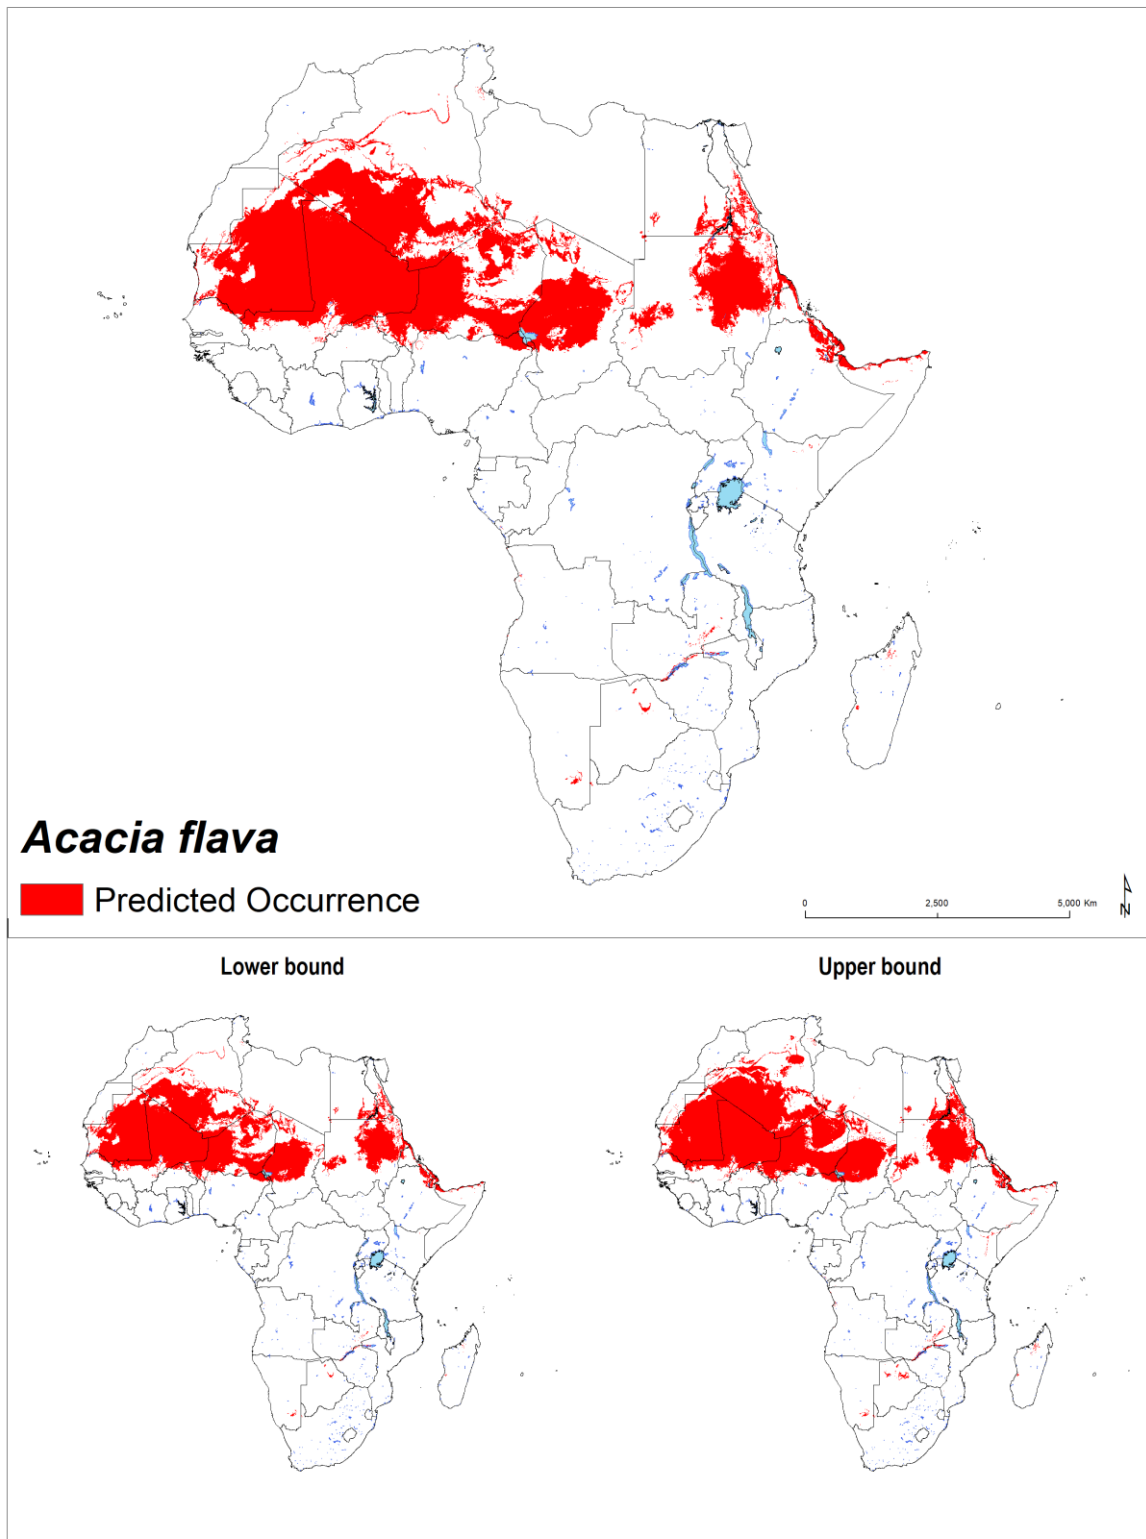 Acacia flava
Predicted Occurrence
0 2,500 5,000 Km
N
Lower bound
Upper bound